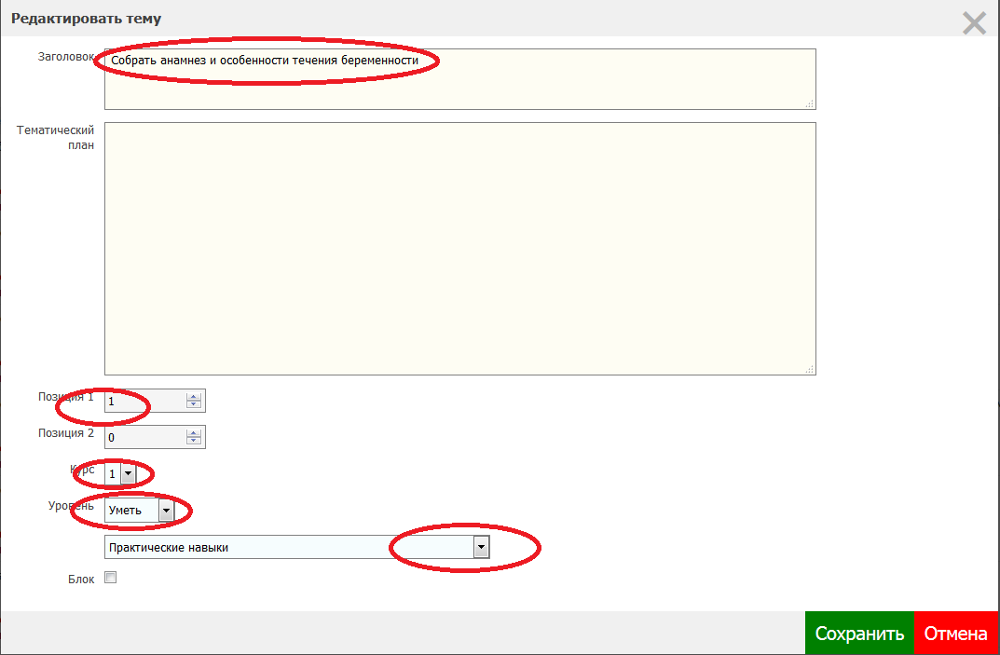 Редактировать тему
Заголовок
Собрать анамнез и особенности течения беременности
Тематический
план
Позиция 1
1
Позиция 2
0
Курс
1
Уровень
Уметь
Практические навыки
Блок
Сохранить Отмена